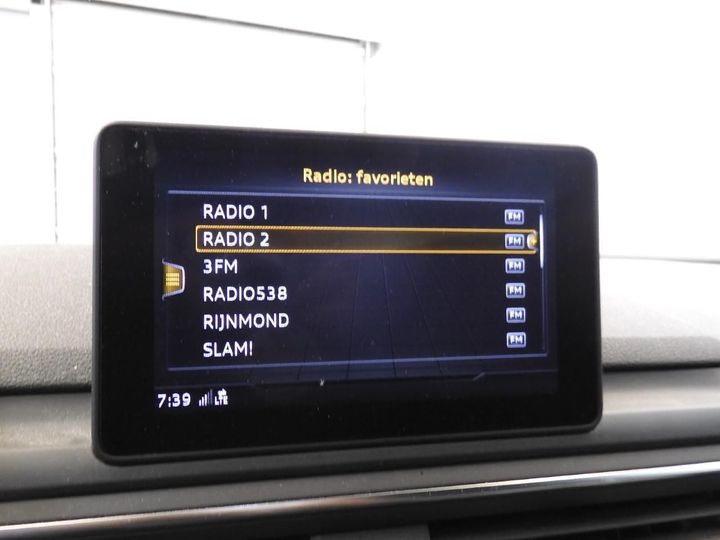 Radio: favorieten
RADIO 1 FM
RADIO 2 FM
3FM FM
RADIO538 FM
RIJNMOND FM
SLAM! FM
7:39 LTE